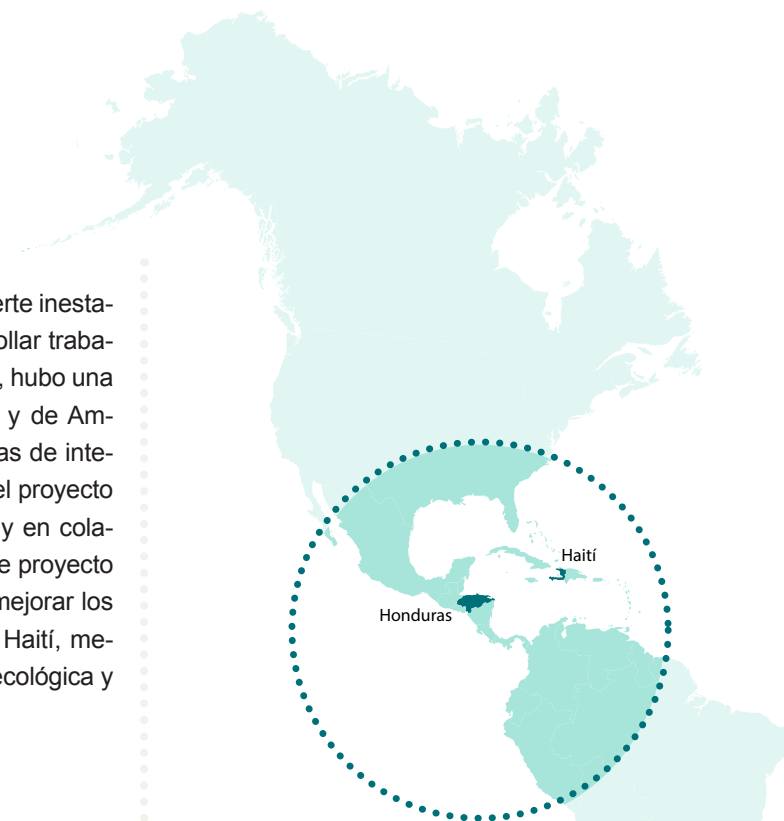 erte inesta-
ollar traba-
, hubo una
y de Am-
as de inte-
el proyecto
y en cola-
e proyecto
mejorar los
Haití, me-
ecológica y
Haití
Honduras